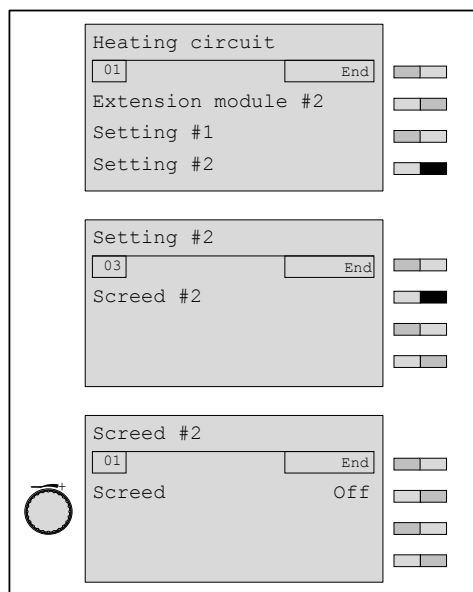 Heating circuit
01 End
Extension module #2
Setting #1
Setting #2
Setting #2
03 End
Screed #2
Screed #2
01 End
Screed Off
+